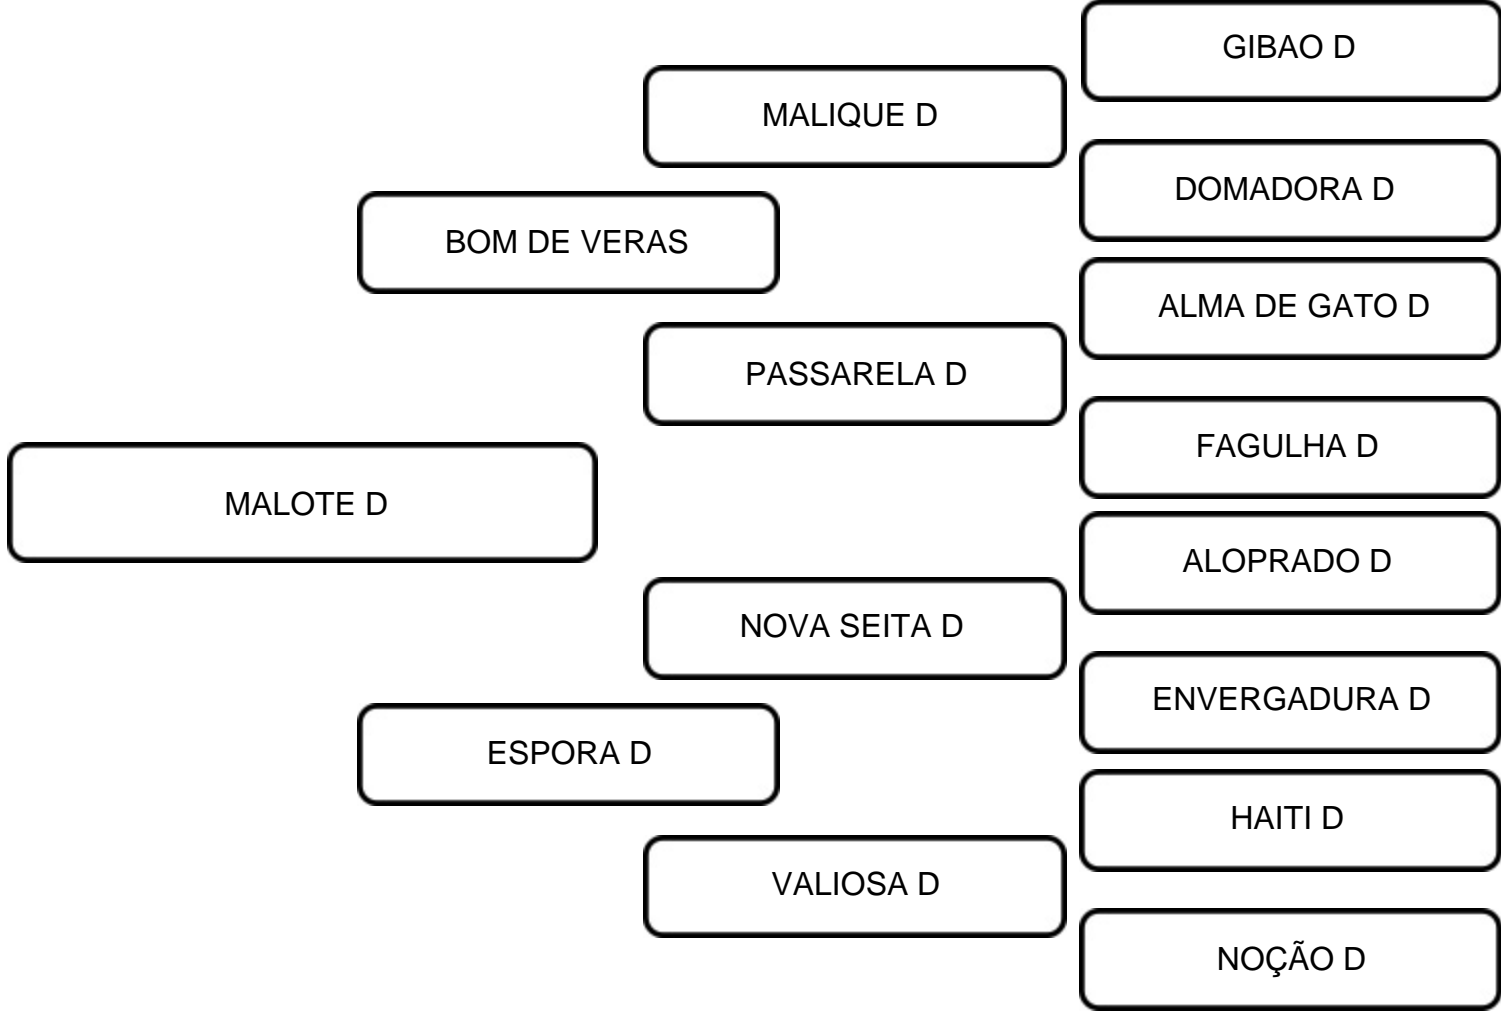 GIBAO D
MALIQUE D
DOMADORA D
BOM DE VERAS
ALMA DE GATO D
PASSARELA D
FAGULHA D
MALOTE D
ALOPRADO D
NOVA SEITA D
ENVERGADURA D
ESPORA D
HAITI D
VALIOSA D
NOÇÃO D